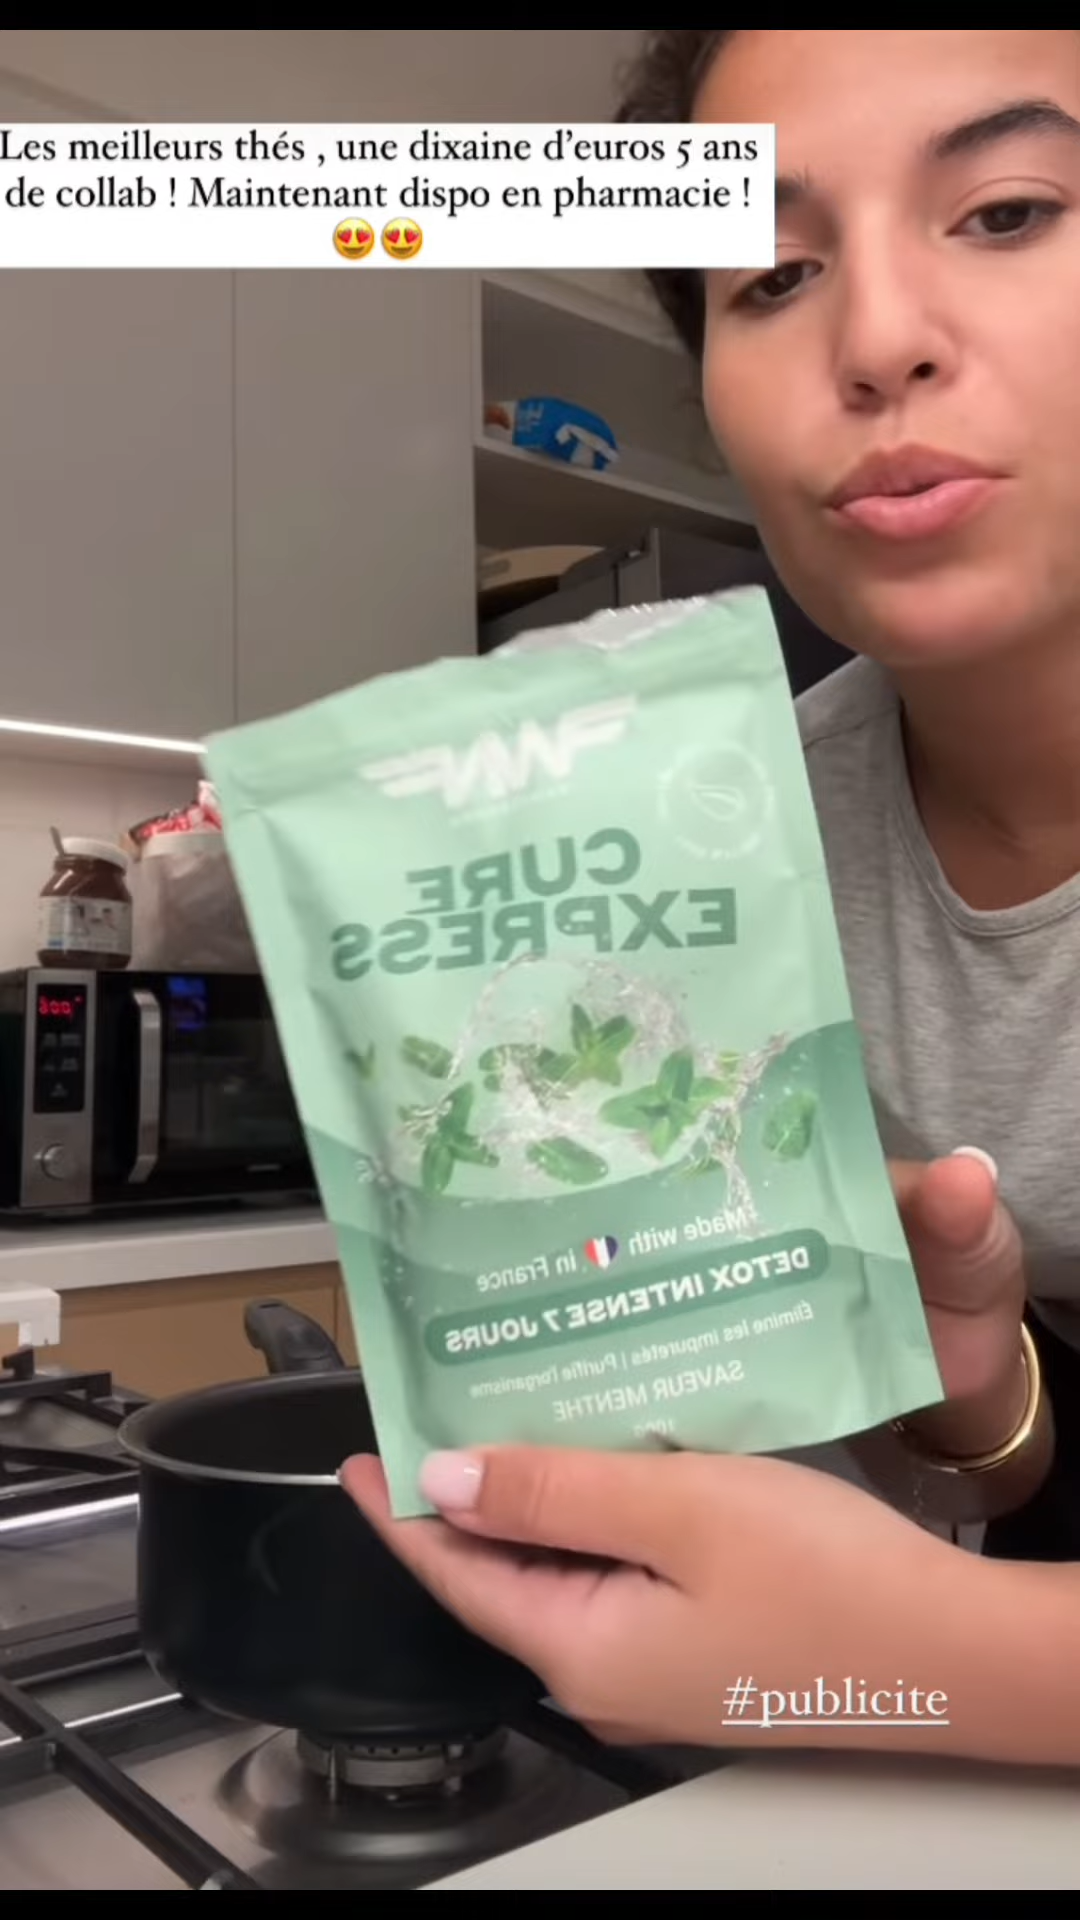 Les meilleurs thés , une dixaine d’euros 5 ans
de collab ! Maintenant dispo en pharmacie !
😍😍
CURE
EXPRESS
Made with in France
DETOX INTENSE 7 JOURS
Élimine les impuretés | Purifie l'organisme
SAVEUR MENTHE
100g
#publicite